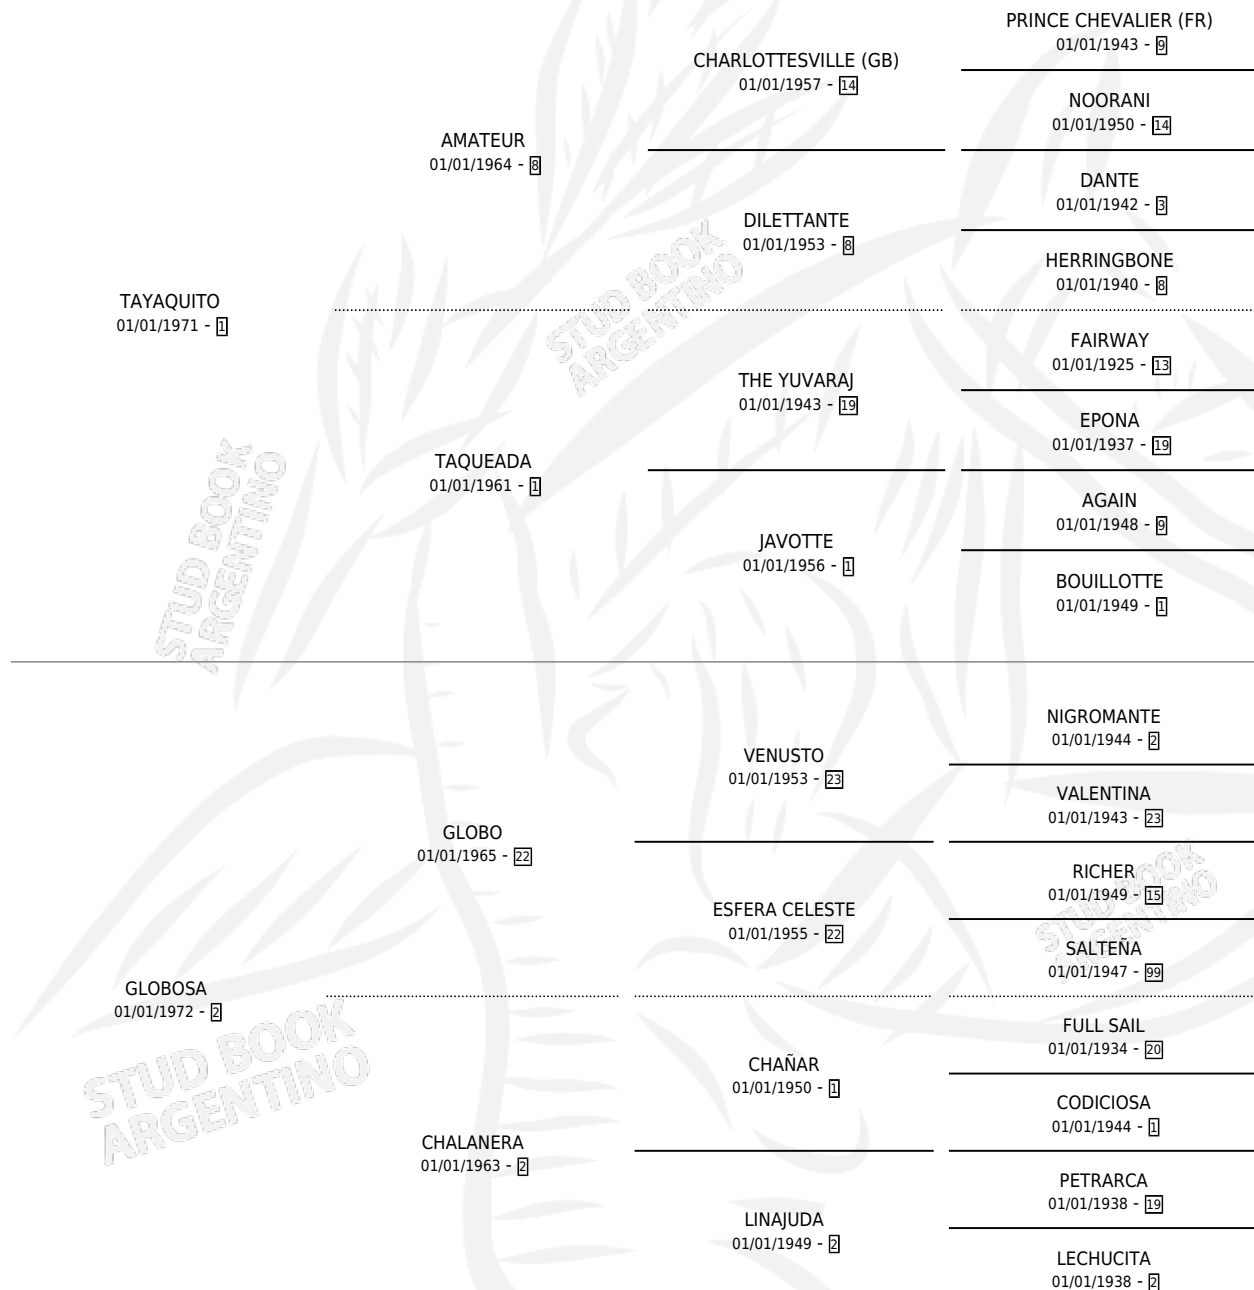 PRINCE CHEVALIER (FR)
01/01/1943 - 9
CHARLOTTESVILLE (GB)
01/01/1957 - 14
NOORANI
01/01/1950 - 14
AMATEUR
01/01/1964 - 8
DANTE
01/01/1942 - 3
DILETTANTE
01/01/1953 - 8
HERRINGBONE
01/01/1940 - 8
TAYAQUITO
01/01/1971 - 1
FAIRWAY
01/01/1925 - 13
THE YUVARAJ
01/01/1943 - 19
EPONA
01/01/1937 - 19
TAQUEADA
01/01/1961 - 1
AGAIN
01/01/1948 - 9
JAVOTTE
01/01/1956 - 1
BOUILLOTTE
01/01/1949 - 1
NIGROMANTE
01/01/1944 - 2
VENUSTO
01/01/1953 - 23
VALENTINA
01/01/1943 - 23
GLOBO
01/01/1965 - 22
RICHER
01/01/1949 - 15
ESFERA CELESTE
01/01/1955 - 22
SALTEÑA
01/01/1947 - 99
GLOBOSA
01/01/1972 - 2
FULL SAIL
01/01/1934 - 20
CHAÑAR
01/01/1950 - 1
CODICIOSA
01/01/1944 - 1
CHALANERA
01/01/1963 - 2
PETRARCA
01/01/1938 - 19
LINAJUDA
01/01/1949 - 2
LECHUCITA
01/01/1938 - 2
STUD BOOK
ARGENTINO
STUD BOOK
ARGENTINO
STUD BOOK
ARGENTINO
STUD BOOK
ARGENTINO